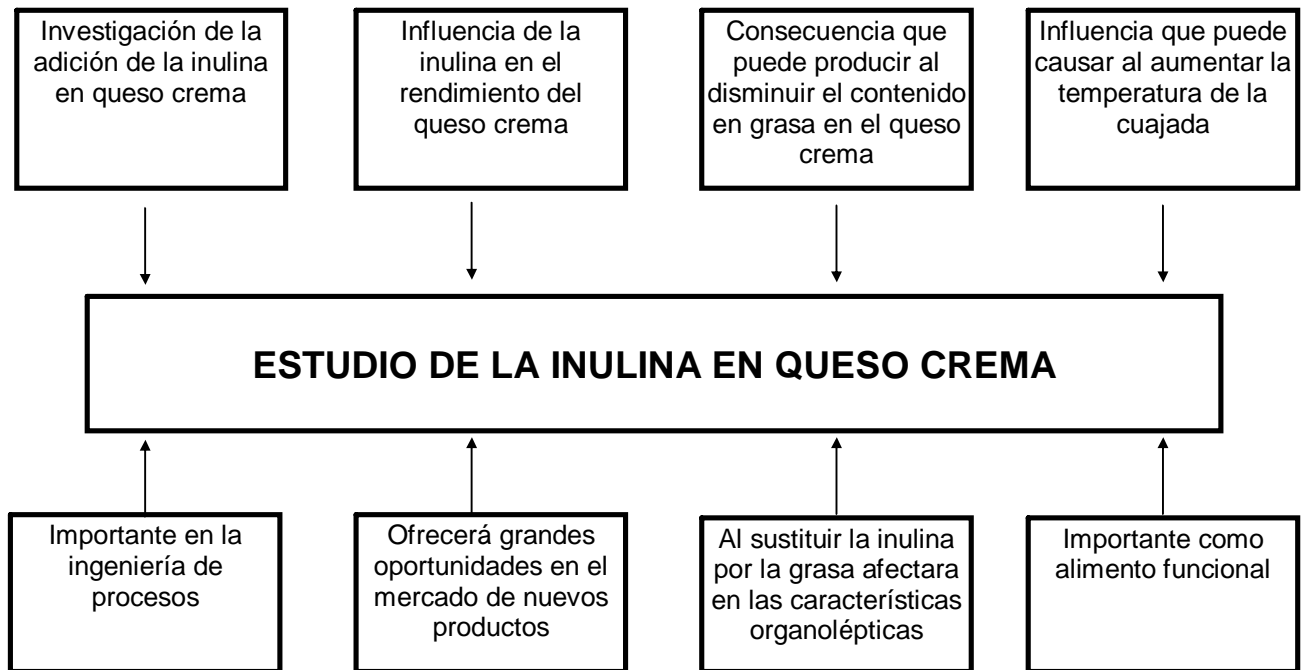 Investigación de la
adición de la inulina
en queso crema
Influencia de la
inulina en el
rendimiento del
queso crema
Consecuencia que
puede producir al
disminuir el contenido
en grasa en el queso
crema
Influencia que puede
causar al aumentar la
temperatura de la
cuajada
ESTUDIO DE LA INULINA EN QUESO CREMA
Importante en la
ingeniería de
procesos
Ofrecerá grandes
oportunidades en el
mercado de nuevos
productos
Al sustituir la inulina
por la grasa afectara
en las características
organolépticas
Importante como
alimento funcional